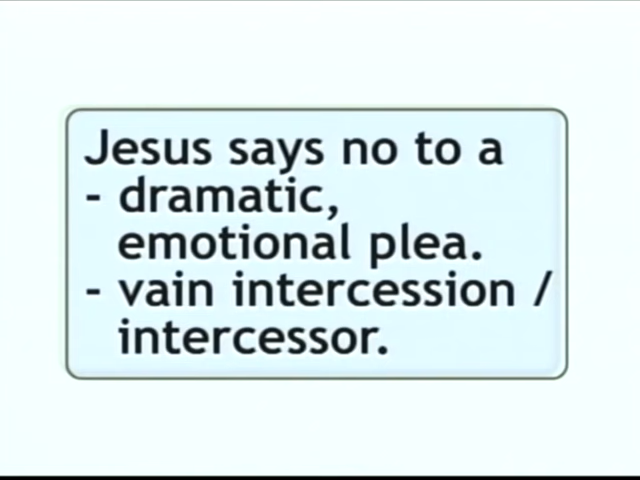 Jesus says no to a
- dramatic,
emotional plea.
- vain intercession /
intercessor.